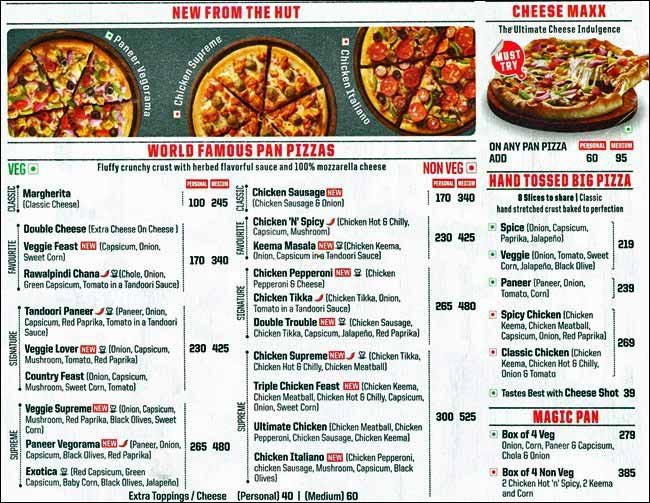 NEW FROM THE HUT
Paneer Vegorama
Chicken Supreme
Chicken Italiano
WORLD FAMOUS PAN PIZZAS
VEG
Fluffy crunchy crust with herbed flavorful sauce and 100% mozzarella cheese
NON VEG
PERSONAL MEDIUM
CLASSIC
Margherita
(Classic Cheese)
100 245
FAVOURITE
Double Cheese (Extra Cheese On Cheese)
Veggie Feast NEW (Capsicum, Onion,
Sweet Corn)
170 340
Rawalpindi Chana (Chole, Onion,
Green Capsicum, Tomato in a Tandoori Sauce)
SIGNATURE
Tandoori Paneer (Paneer, Onion,
Capsicum, Red Paprika, Tomato in a Tandoori
Sauce)
Veggie Lover NEW (Onion, Capsicum,
Mushroom, Tomato, Red Paprika)
230 425
Country Feast (Onion, Capsicum,
Mushroom, Sweet Corn, Tomato)
SUPREME
Veggie Supreme NEW (Onion, Capsicum,
Mushroom, Red Paprika, Black Olives, Sweet
Corn)
Paneer Vegorama NEW (Paneer, Onion,
Capsicum, Black Olives, Red Paprika)
265 480
Exotica (Red Capsicum, Green
Capsicum, Baby Corn, Black Olives, Jalapeño)
PERSONAL MEDIUM
CLASSIC
Chicken Sausage NEW
(Chicken Sausage & Onion)
170 340
FAVOURITE
Chicken 'N' Spicy (Chicken Hot & Chilly,
Capsicum, Mushroom)
230 425
Keema Masala NEW (Chicken Keema,
Onion, Capsicum in a Tandoori Sauce)
SIGNATURE
Chicken Pepperoni NEW (Chicken
Pepperoni & Cheese)
Chicken Tikka (Chicken Tikka, Onion,
Tomato in a Tandoori Sauce)
265 480
Double Trouble NEW (Chicken Sausage,
Chicken Tikka, Capsicum, Jalapeño, Red Paprika)
SUPREME
Chicken Supreme NEW (Chicken Tikka,
Chicken Hot & Chilly, Chicken Meatball)
Triple Chicken Feast NEW (Chicken Keema,
Chicken Meatball, Chicken Hot & Chilly, Capsicum,
Onion, Sweet Corn)
300 525
Ultimate Chicken (Chicken Meatball, Chicken
Pepperoni, Chicken Sausage, Chicken Keema)
Chicken Italiano NEW (Chicken Pepperoni,
chicken Sausage, Mushroom, Capsicum, Black
Olives)
Extra Toppings / Cheese (Personal) 40 | (Medium) 60
CHEESE MAXX
The Ultimate Cheese Indulgence
MUST
TRY
ON ANY PAN PIZZA
ADD
PERSONAL MEDIUM
60 95
HAND TOSSED BIG PIZZA
8 Slices to share | Classic
hand stretched crust baked to perfection
Spice (Onion, Capsicum,
Paprika, Jalapeño)
219
Veggie (Onion, Tomato, Sweet
Corn, Jalapeño, Black Olive)
Paneer (Paneer, Onion,
Tomato, Corn)
239
Spicy Chicken (Chicken
Keema, Chicken Meatball,
Capsicum, Onion, Red Paprika)
269
Classic Chicken (Chicken
Keema, Chicken Hot & Chilly,
Onion & Tomato
Tastes Best with Cheese Shot 39
MAGIC PAN
Box of 4 Veg 279
Onion, Corn, Paneer & Capcisum,
Chola & Onion
Box of 4 Non Veg 385
2 Chicken Hot 'n' Spicy, 2 Keema
and Corn